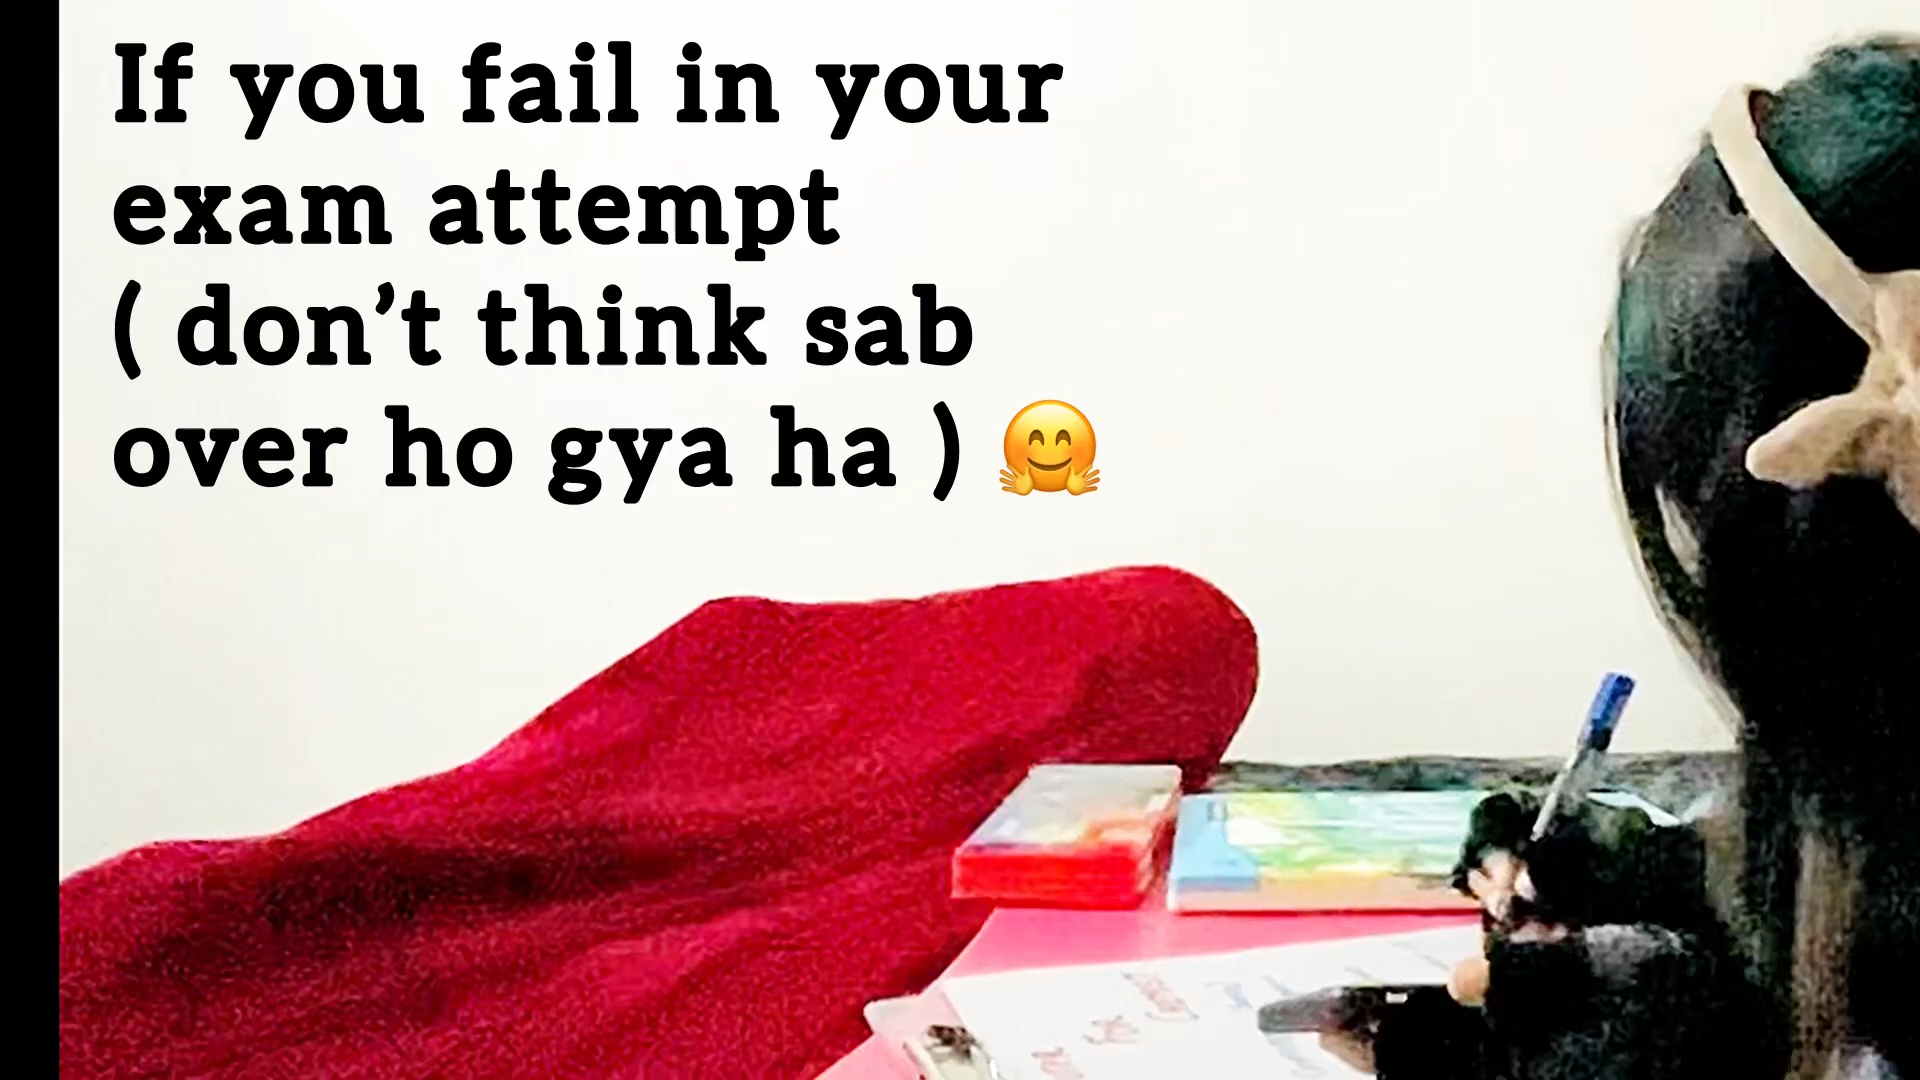 If you fail in your
exam attempt
( don’t think sab
over ho gya ha ) 🤗